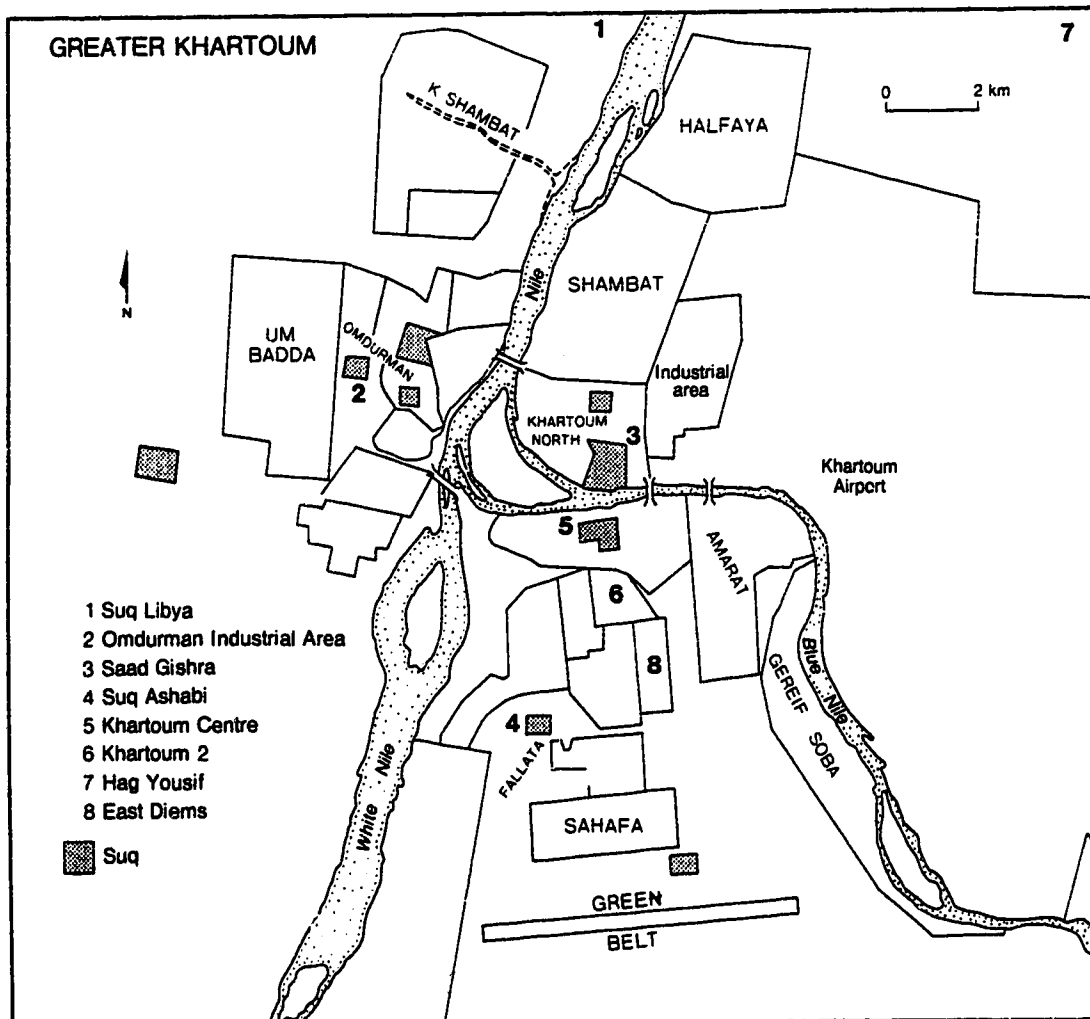 GREATER KHARTOUM
1
7
0 2 km
K SHAMBAT
HALFAYA
N
Nile
SHAMBAT
UM
BADDA
OMDURMAN
2
Industrial
area
KHARTOUM
NORTH
3
Khartoum
Airport
5
AMARAT
6
8
Blue Nile
GEREIF SOBA
4
FALLATA
White Nile
SAHAFA
GREEN
BELT
1 Suq Libya
2 Omdurman Industrial Area
3 Saad Gishra
4 Suq Ashabi
5 Khartoum Centre
6 Khartoum 2
7 Hag Yousif
8 East Diems
Suq